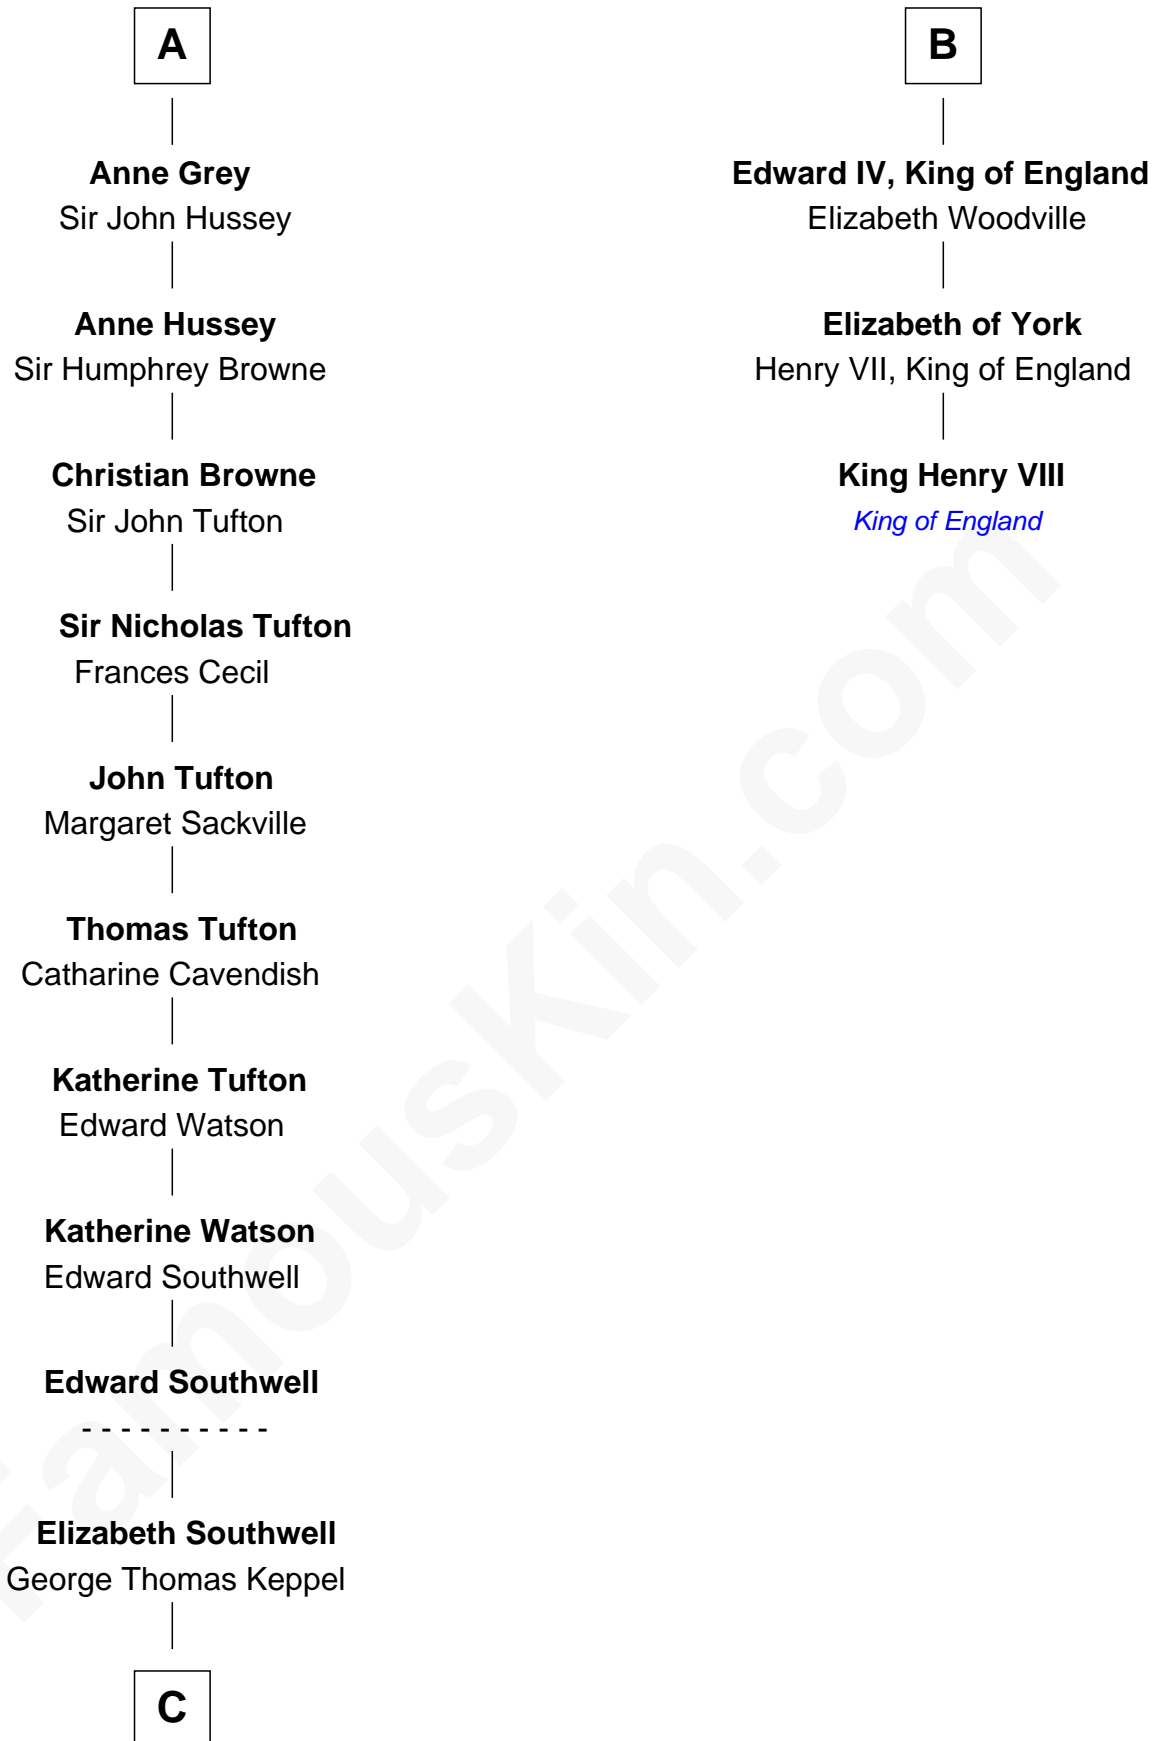 A
Anne Grey
Sir John Hussey
Anne Hussey
Sir Humphrey Browne
Christian Browne
Sir John Tufton
Sir Nicholas Tufton
Frances Cecil
John Tufton
Margaret Sackville
Thomas Tufton
Catharine Cavendish
Katherine Tufton
Edward Watson
Katherine Watson
Edward Southwell
Edward Southwell
- - - - - - - - - -
Elizabeth Southwell
George Thomas Keppel
C
B
Edward IV, King of England
Elizabeth Woodville
Elizabeth of York
Henry VII, King of England
King Henry VIII
King of England
FamousKin.com